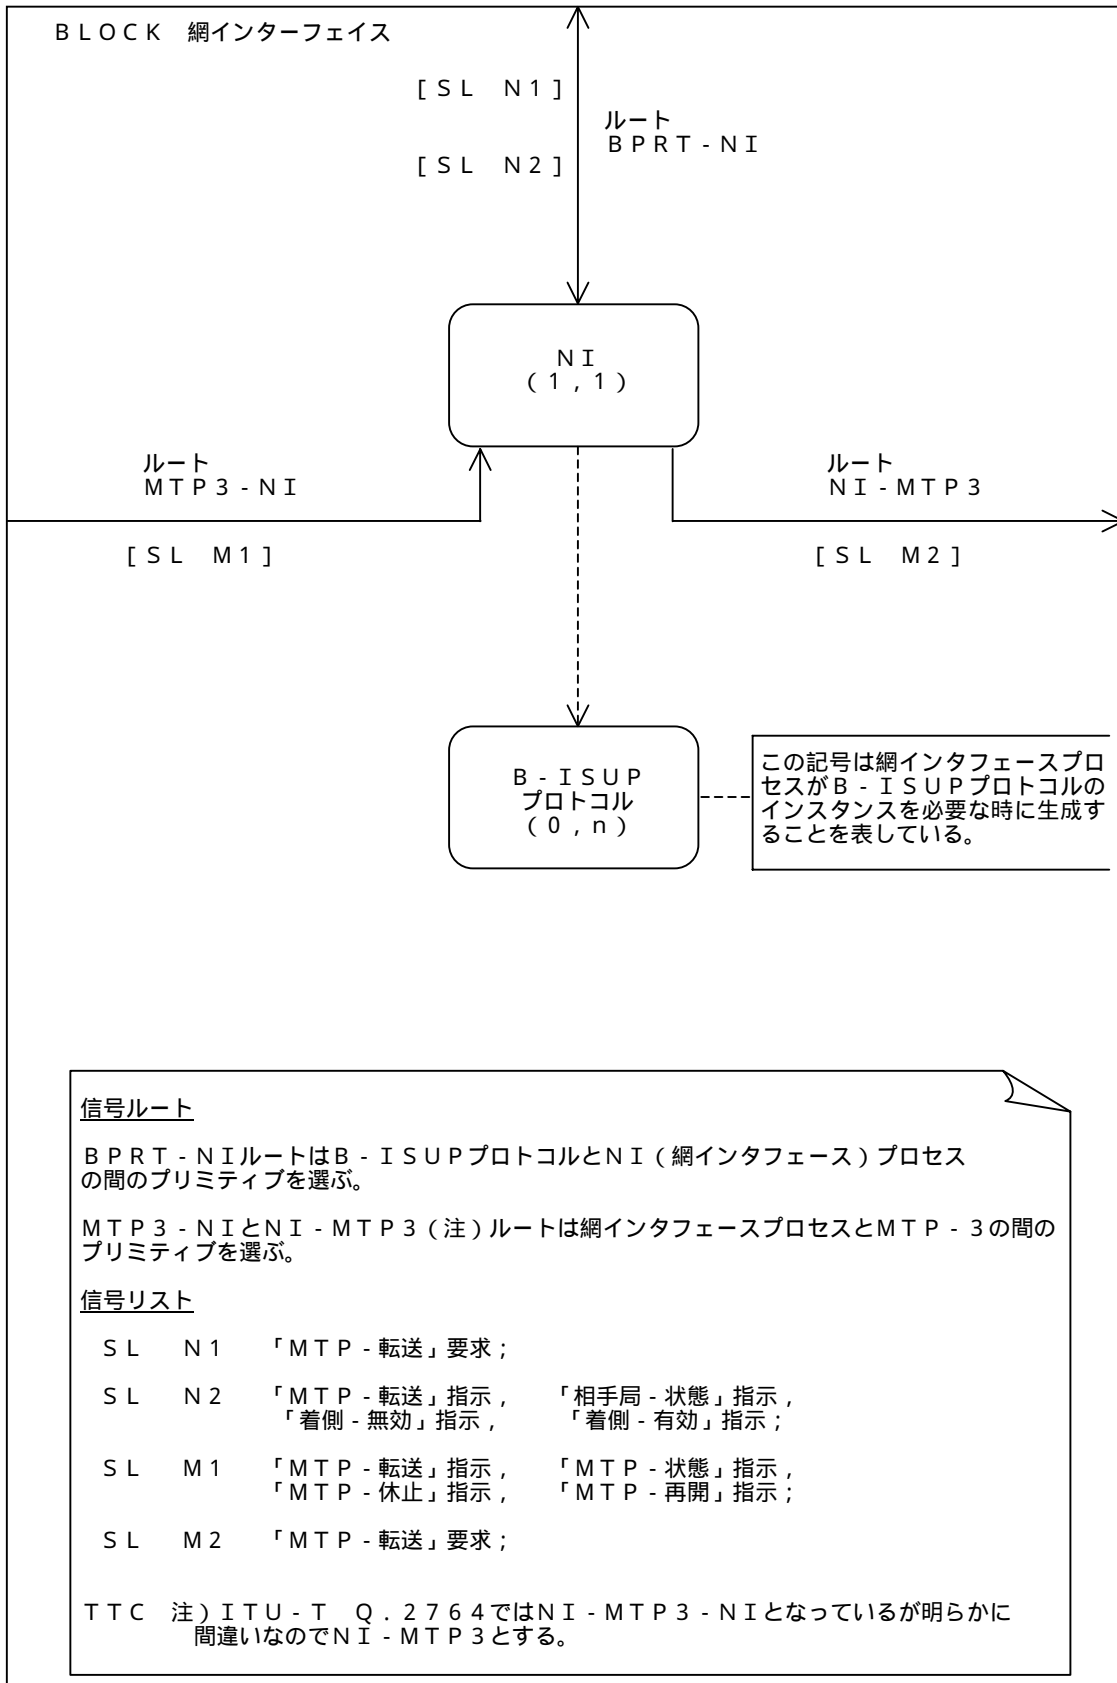 ＢＬＯＣＫ　網インターフェイス
［ＳＬ　Ｎ１］
ルート
ＢＰＲＴ‐ＮＩ
［ＳＬ　Ｎ２］
ＮＩ
（１，１）
ルート
ＭＴＰ３‐ＮＩ
ルート
ＮＩ‐ＭＴＰ３
［ＳＬ　Ｍ１］
［ＳＬ　Ｍ２］
Ｂ‐ＩＳＵＰ
プロトコル
（０，ｎ）
この記号は網インタフェースプロ
セスがＢ‐ＩＳＵＰプロトコルの
インスタンスを必要な時に生成す
ることを表している。
信号ルート
ＢＰＲＴ‐ＮＩルートはＢ‐ＩＳＵＰプロトコルとＮＩ（網インタフェース）プロセス
の間のプリミティブを選ぶ。
ＭＴＰ３‐ＮＩとＮＩ‐ＭＴＰ３（注）ルートは網インタフェースプロセスとＭＴＰ‐３の間の
プリミティブを選ぶ。
信号リスト
ＳＬ　Ｎ１　「ＭＴＰ‐転送」要求；
ＳＬ　Ｎ２　「ＭＴＰ‐転送」指示，　「相手局‐状態」指示，
「着側‐無効」指示，　「着側‐有効」指示；
ＳＬ　Ｍ１　「ＭＴＰ‐転送」指示，　「ＭＴＰ‐状態」指示，
「ＭＴＰ‐休止」指示，　「ＭＴＰ‐再開」指示；
ＳＬ　Ｍ２　「ＭＴＰ‐転送」要求；
ＴＴＣ　注）ＩＴＵ‐Ｔ　Ｑ．２７６４ではＮＩ‐ＭＴＰ３‐ＮＩとなっているが明らかに
間違いなのでＮＩ‐ＭＴＰ３とする。